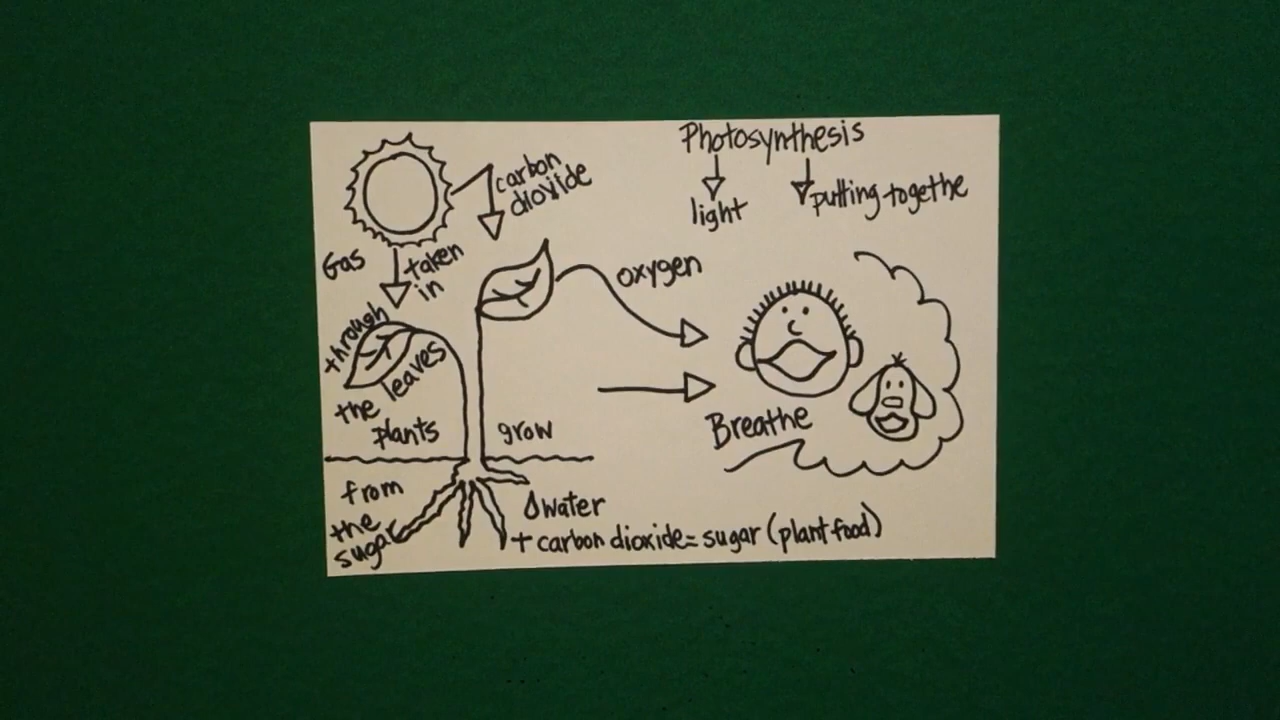 Photosynthesis
light
putting togethe
carbon
dioxide
Gas
taken
in
through
the
leaves
plants
grow
from
the
sugar
oxygen
Breathe
water
+ carbon dioxide = sugar (plant food)